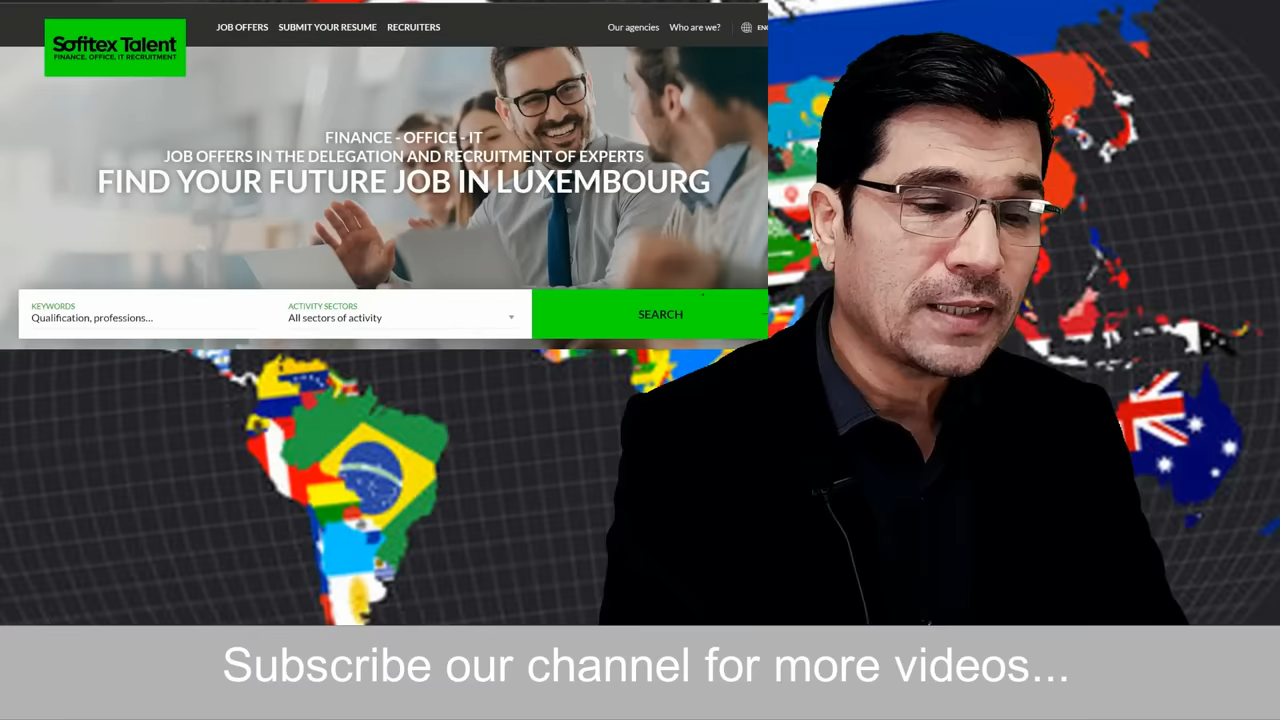 Sofitex Talent
FINANCE, OFFICE, IT RECRUITMENT
JOB OFFERS SUBMIT YOUR RESUME RECRUITERS
Our agencies Who are we?
FINANCE - OFFICE - IT
JOB OFFERS IN THE DELEGATION AND RECRUITMENT OF EXPERTS
FIND YOUR FUTURE JOB IN LUXEMBOURG
KEYWORDS
Qualification, professions...
ACTIVITY SECTORS
All sectors of activity
SEARCH
Subscribe our channel for more videos...